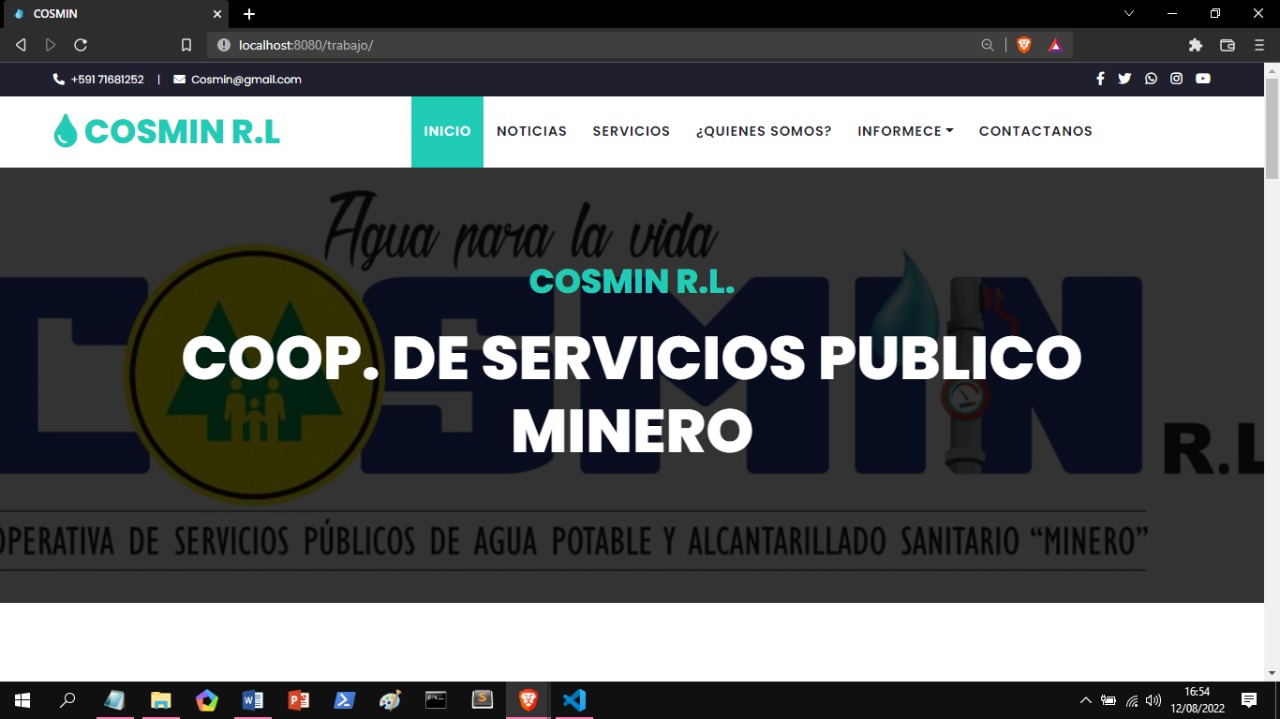 COSMIN
localhost:8080/trabajo/
+591 71681252 | Cosmin@gmail.com
COSMIN R.L
INICIO NOTICIAS SERVICIOS ¿QUIENES SOMOS? INFORMECE CONTACTANOS
Agua para la vida
COSMIN R.L.
COSMIN R.L
COOP. DE SERVICIOS PUBLICO
MINERO
OPERATIVA DE SERVICIOS PÚBLICOS DE AGUA POTABLE Y ALCANTARILLADO SANITARIO "MINERO"
16:54
12/08/2022